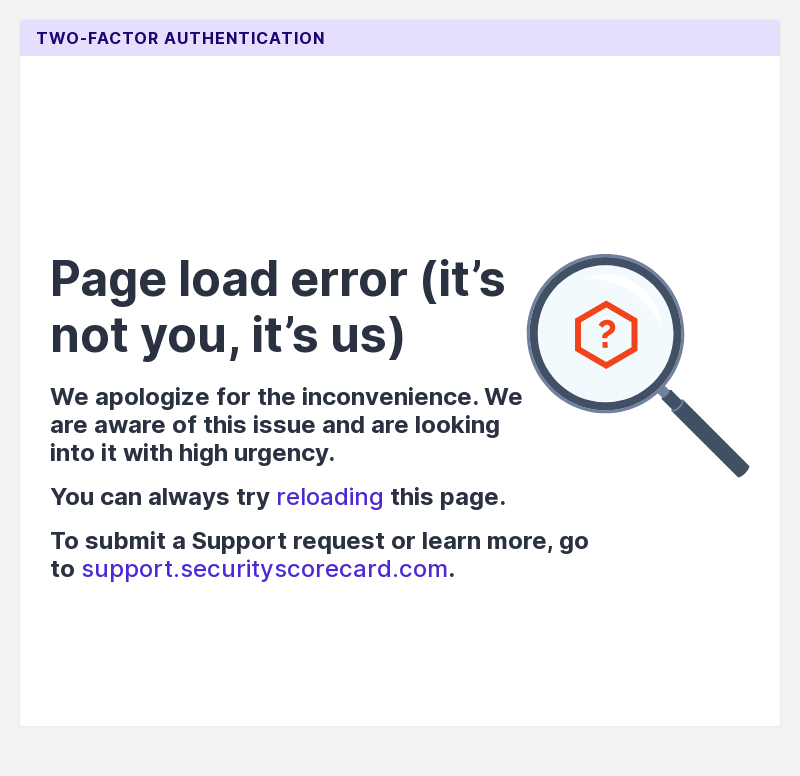 TWO-FACTOR AUTHENTICATION
Page load error (it’s
not you, it’s us)
We apologize for the inconvenience. We
are aware of this issue and are looking
into it with high urgency.
You can always try reloading this page.
To submit a Support request or learn more, go
to support.securityscorecard.com.
?